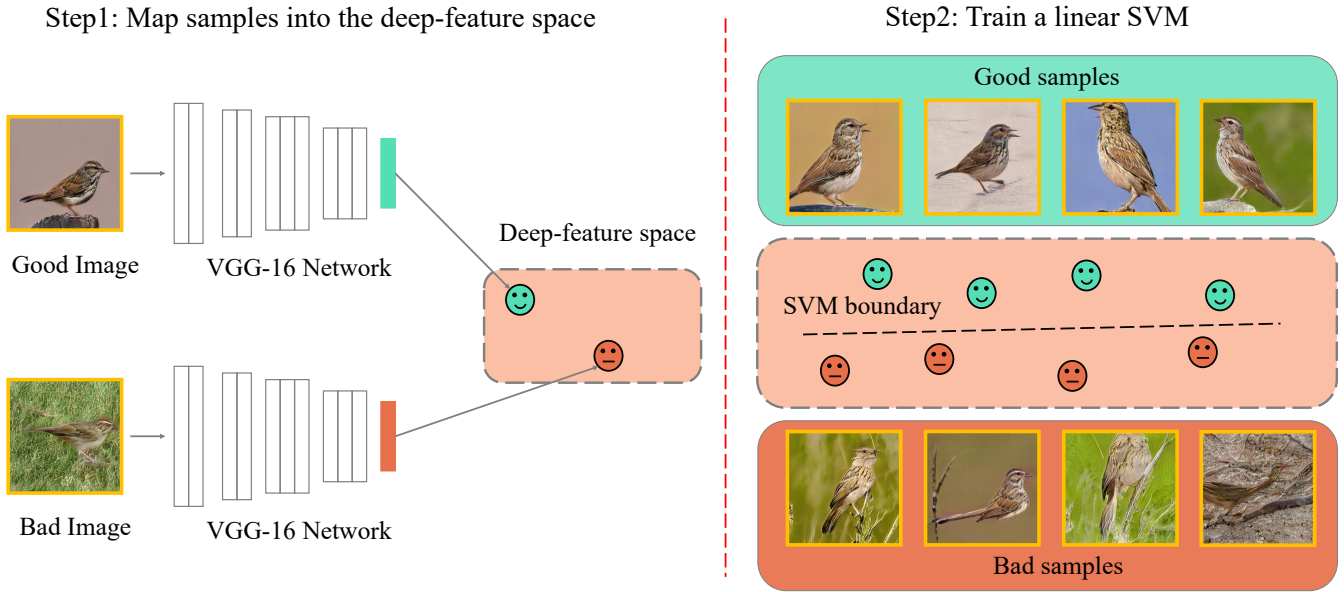 Step1: Map samples into the deep-feature space
Good Image
VGG-16 Network
Deep-feature space
Bad Image
VGG-16 Network
Step2: Train a linear SVM
Good samples
SVM boundary
Bad samples